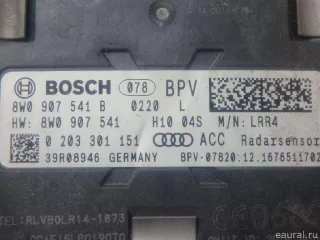 BOSCH 078 BPV
8W0 907 541 B 0220 L
HW: 8W0 907 541 H10 04S M/N: LRR4
0 203 301 151 ACC Radarsensor
39R08946 GERMANY BPV-07820:12.1676511702
eaural.ru